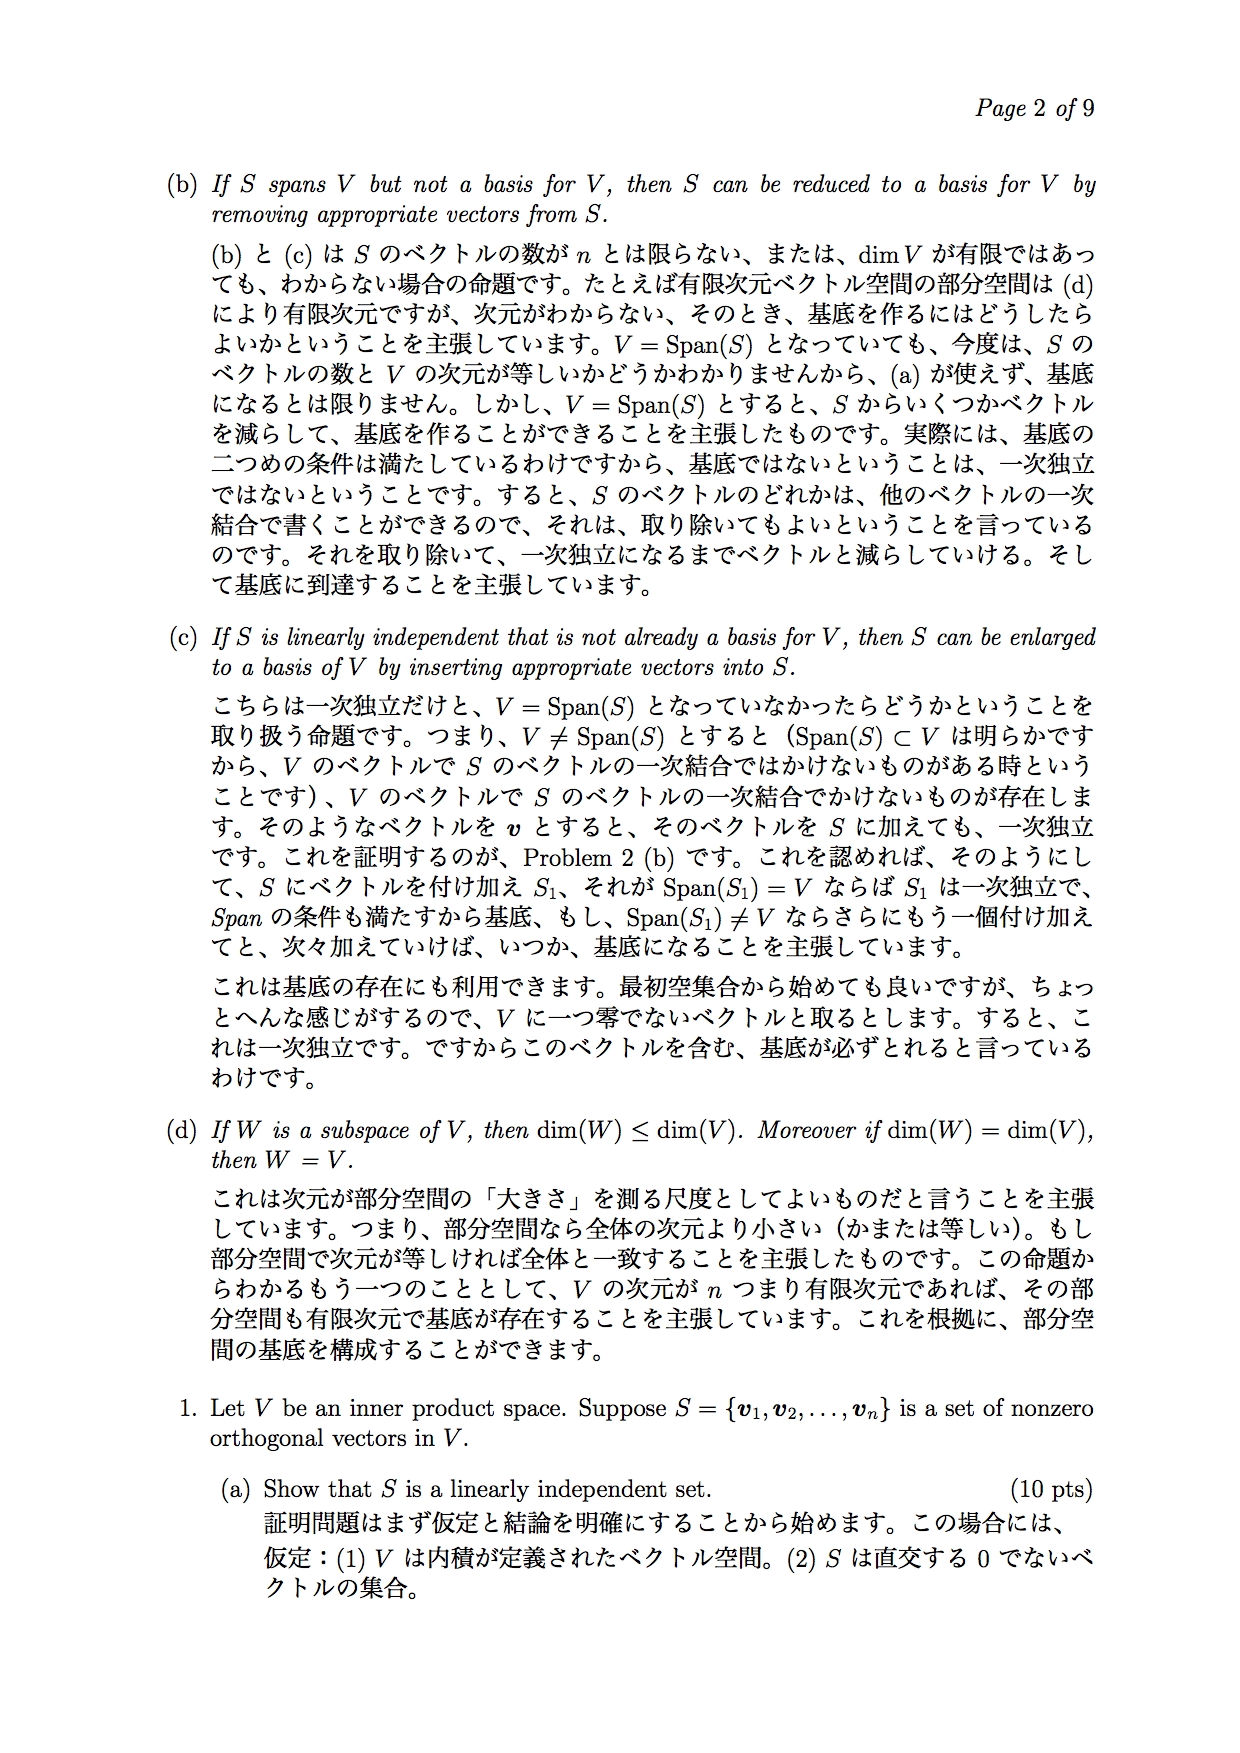 Page 2 of 9
(b) If S spans V but not a basis for V, then S can be reduced to a basis for V by
removing appropriate vectors from S.
(b) と (c) は S のベクトルの数が n とは限らない、または、dim V が有限ではあっ
ても、わからない場合の命題です。たとえば有限次元ベクトル空間の部分空間は (d)
により有限次元ですが、次元がわからない、そのとき、基底を作るにはどうしたら
よいかということを主張しています。V = Span(S) となっていても、今度は、S の
ベクトルの数と V の次元が等しいかどうかわかりませんから、(a) が使えず、基底
になるとは限りません。しかし、V = Span(S) とすると、S からいくつかベクトル
を減らして、基底を作ることができることを主張したものです。実際には、基底の
二つめの条件は満たしているわけですから、基底ではないということは、一次独立
ではないということです。すると、S のベクトルのどれかは、他のベクトルの一次
結合で書くことができるので、それは、取り除いてもよいということを言っている
のです。それを取り除いて、一次独立になるまでベクトルと減らしていける。そし
て基底に到達することを主張しています。
(c) If S is linearly independent that is not already a basis for V, then S can be enlarged
to a basis of V by inserting appropriate vectors into S.
こちらは一次独立だけと、V = Span(S) となっていなかったらどうかということを
取り扱う命題です。つまり、V ≠ Span(S) とすると（Span(S) ⊂ V は明らかです
から、V のベクトルで S のベクトルの一次結合ではかけないものがある時という
ことです）、V のベクトルで S のベクトルの一次結合でかけないものが存在しま
す。そのようなベクトルを v とすると、そのベクトルを S に加えても、一次独立
です。これを証明するのが、Problem 2 (b) です。これを認めれば、そのようにし
て、S にベクトルを付け加え S₁、それが Span(S₁) = V ならば S₁ は一次独立で、
Span の条件も満たすから基底、もし、Span(S₁) ≠ V ならさらにもう一個付け加え
てと、次々加えていけば、いつか、基底になることを主張しています。
これは基底の存在にも利用できます。最初空集合から始めても良いですが、ちょっ
とへんな感じがするので、V に一つ零でないベクトルと取るとします。すると、こ
れは一次独立です。ですからこのベクトルを含む、基底が必ずとれると言っている
わけです。
(d) If W is a subspace of V, then dim(W) ≤ dim(V). Moreover if dim(W) = dim(V),
then W = V.
これは次元が部分空間の「大きさ」を測る尺度としてよいものだと言うことを主張
しています。つまり、部分空間なら全体の次元より小さい（かまたは等しい）。もし
部分空間で次元が等しければ全体と一致することを主張したものです。この命題か
らわかるもう一つのこととして、V の次元が n つまり有限次元であれば、その部
分空間も有限次元で基底が存在することを主張しています。これを根拠に、部分空
間の基底を構成することができます。
1. Let V be an inner product space. Suppose S = {v₁, v₂, . . . , vₙ} is a set of nonzero
orthogonal vectors in V.
(a) Show that S is a linearly independent set. (10 pts)
証明問題はまず仮定と結論を明確にすることから始めます。この場合には、
仮定：(1) V は内積が定義されたベクトル空間。(2) S は直交する 0 でないベ
クトルの集合。